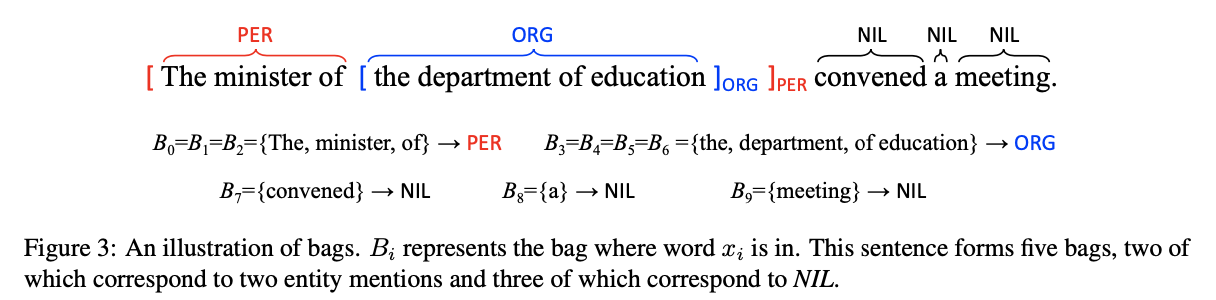 PER ORG NIL NIL NIL
[ The minister of [ the department of education ]ORG ]PER convened a meeting.
B0=B1=B2={The, minister, of} → PER B3=B4=B5=B6 ={the, department, of education} → ORG
B7={convened} → NIL B8={a} → NIL B9={meeting} → NIL
Figure 3: An illustration of bags. Bi represents the bag where word xi is in. This sentence forms five bags, two of
which correspond to two entity mentions and three of which correspond to NIL.